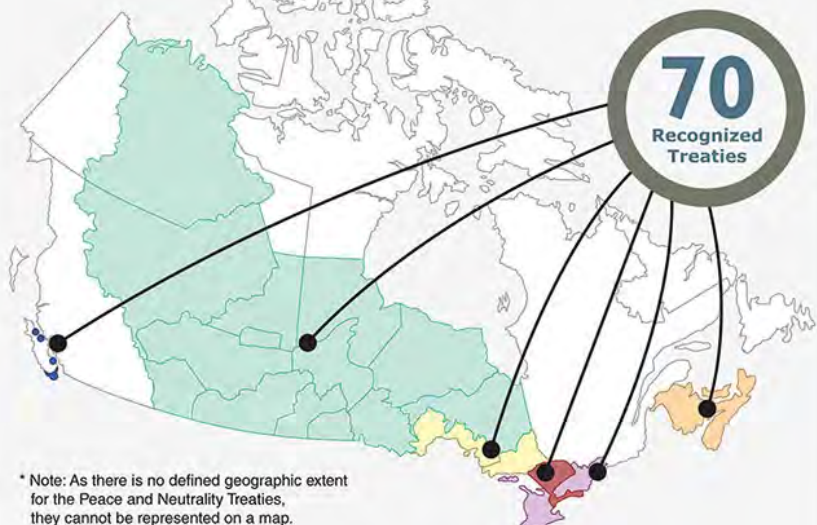 70
Recognized
Treaties
* Note: As there is no defined geographic extent
for the Peace and Neutrality Treaties,
they cannot be represented on a map.